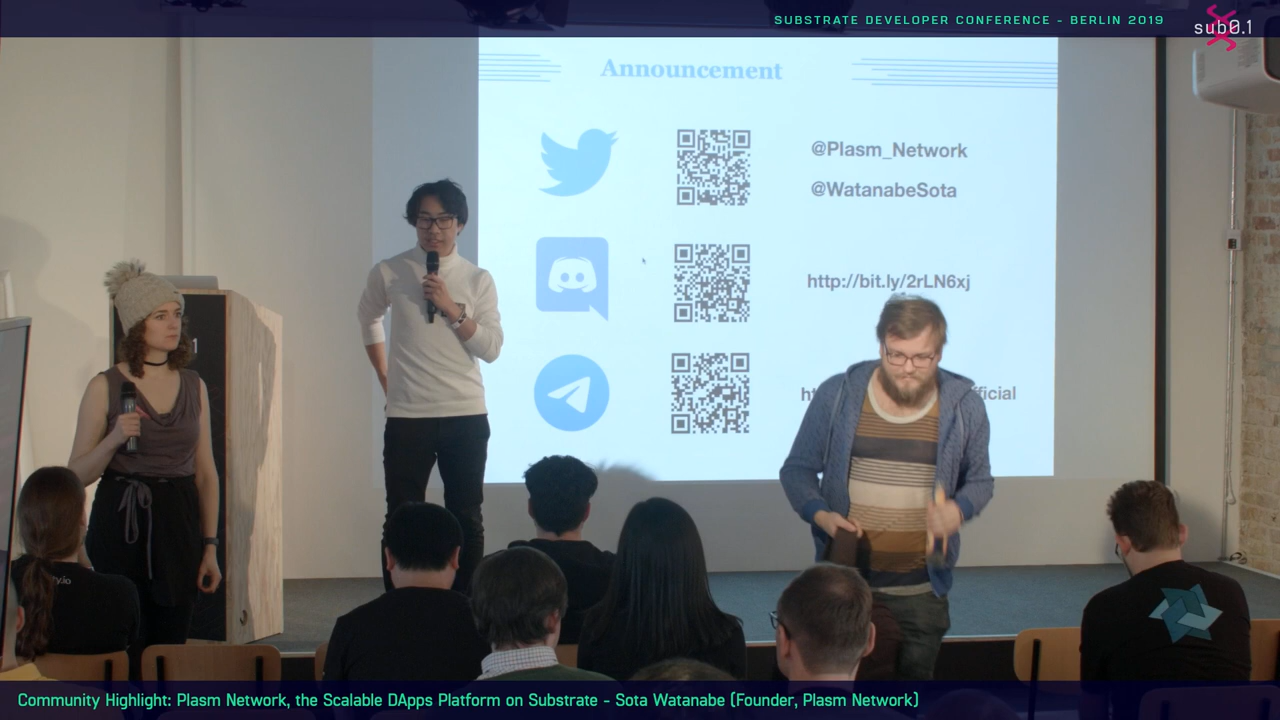 SUBSTRATE DEVELOPER CONFERENCE - BERLIN 2019
sub0.1
Announcement
@Plasm_Network
@WatanabeSota
http://bit.ly/2rLN6xj
Community Highlight: Plasm Network, the Scalable DApps Platform on Substrate - Sota Watanabe (Founder, Plasm Network)